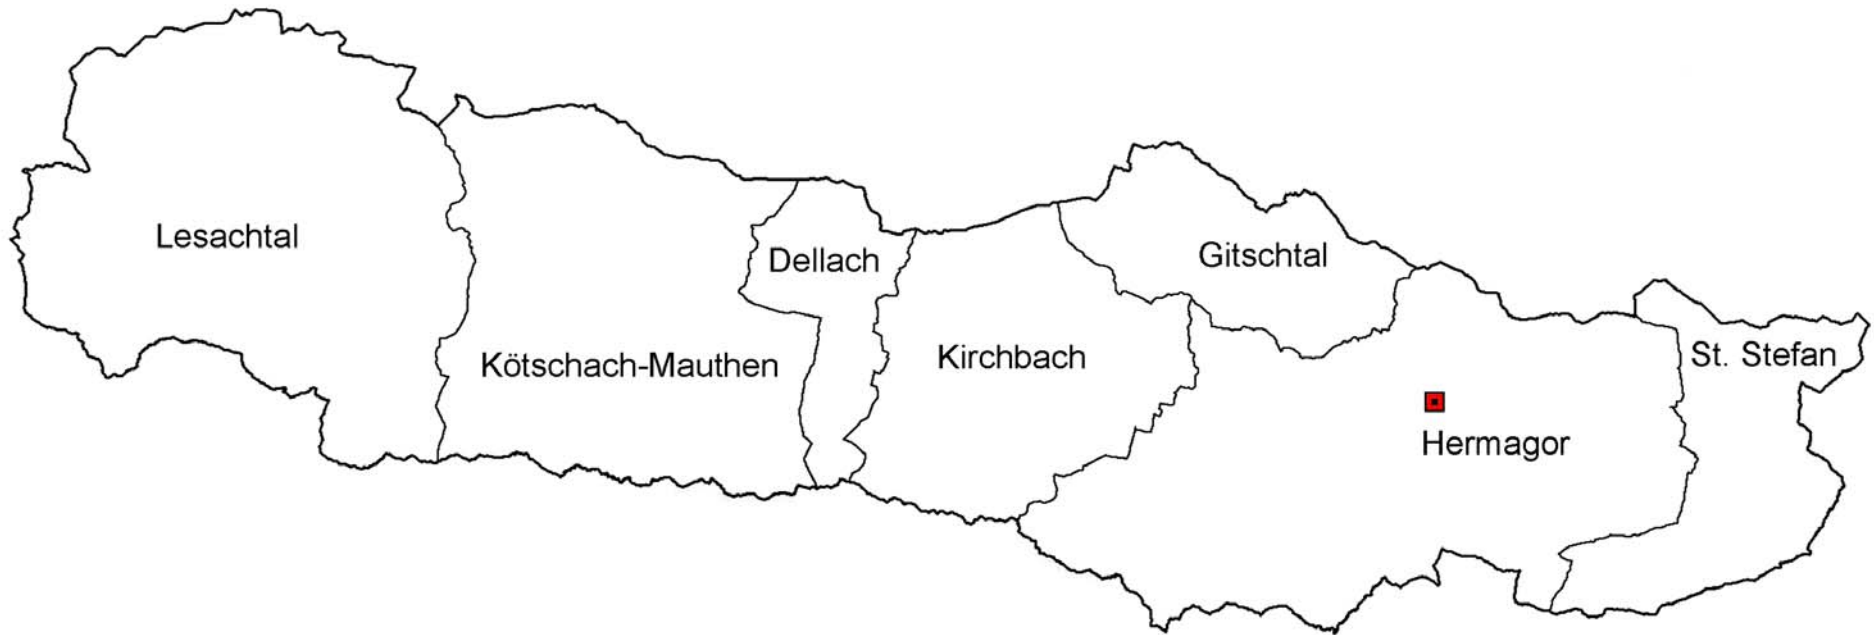 Lesachtal
Kötschach-Mauthen
Dellach
Kirchbach
Gitschtal
Hermagor
St. Stefan